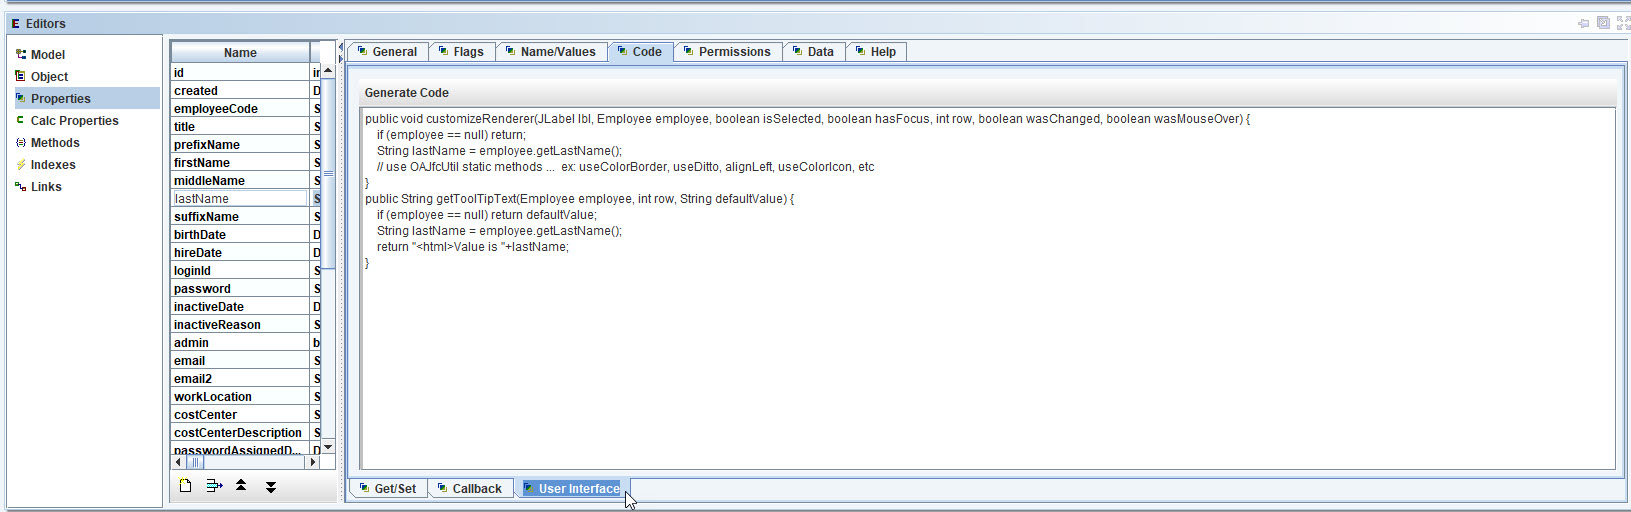 Editors
Model
Object
Properties
Calc Properties
Methods
Indexes
Links
Name
id
created
employeeCode
title
prefixName
firstName
middleName
lastName
suffixName
birthDate
hireDate
loginId
password
inactiveDate
inactiveReason
admin
email
email2
workLocation
costCenter
costCenterDescription
passwordAssignedD...
General Flags Name/Values Code Permissions Data Help
Generate Code
public void customizeRenderer(JLabel lbl, Employee employee, boolean isSelected, boolean hasFocus, int row, boolean wasChanged, boolean wasMouseOver) {
if (employee == null) return;
String lastName = employee.getLastName();
// use OAJfcUtil static methods ... ex: useColorBorder, useDitto, alignLeft, useColorIcon, etc
}
public String getToolTipText(Employee employee, int row, String defaultValue) {
if (employee == null) return defaultValue;
String lastName = employee.getLastName();
return "<html>Value is "+lastName;
}
Get/Set Callback User Interface